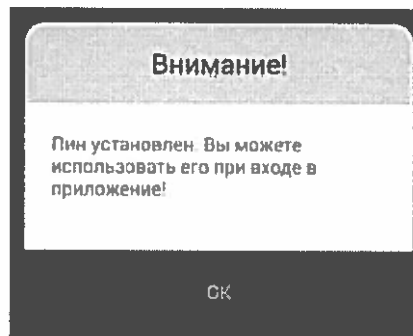 Внимание!
Пин установлен. Вы можете
использовать его при входе в
приложение!
OK